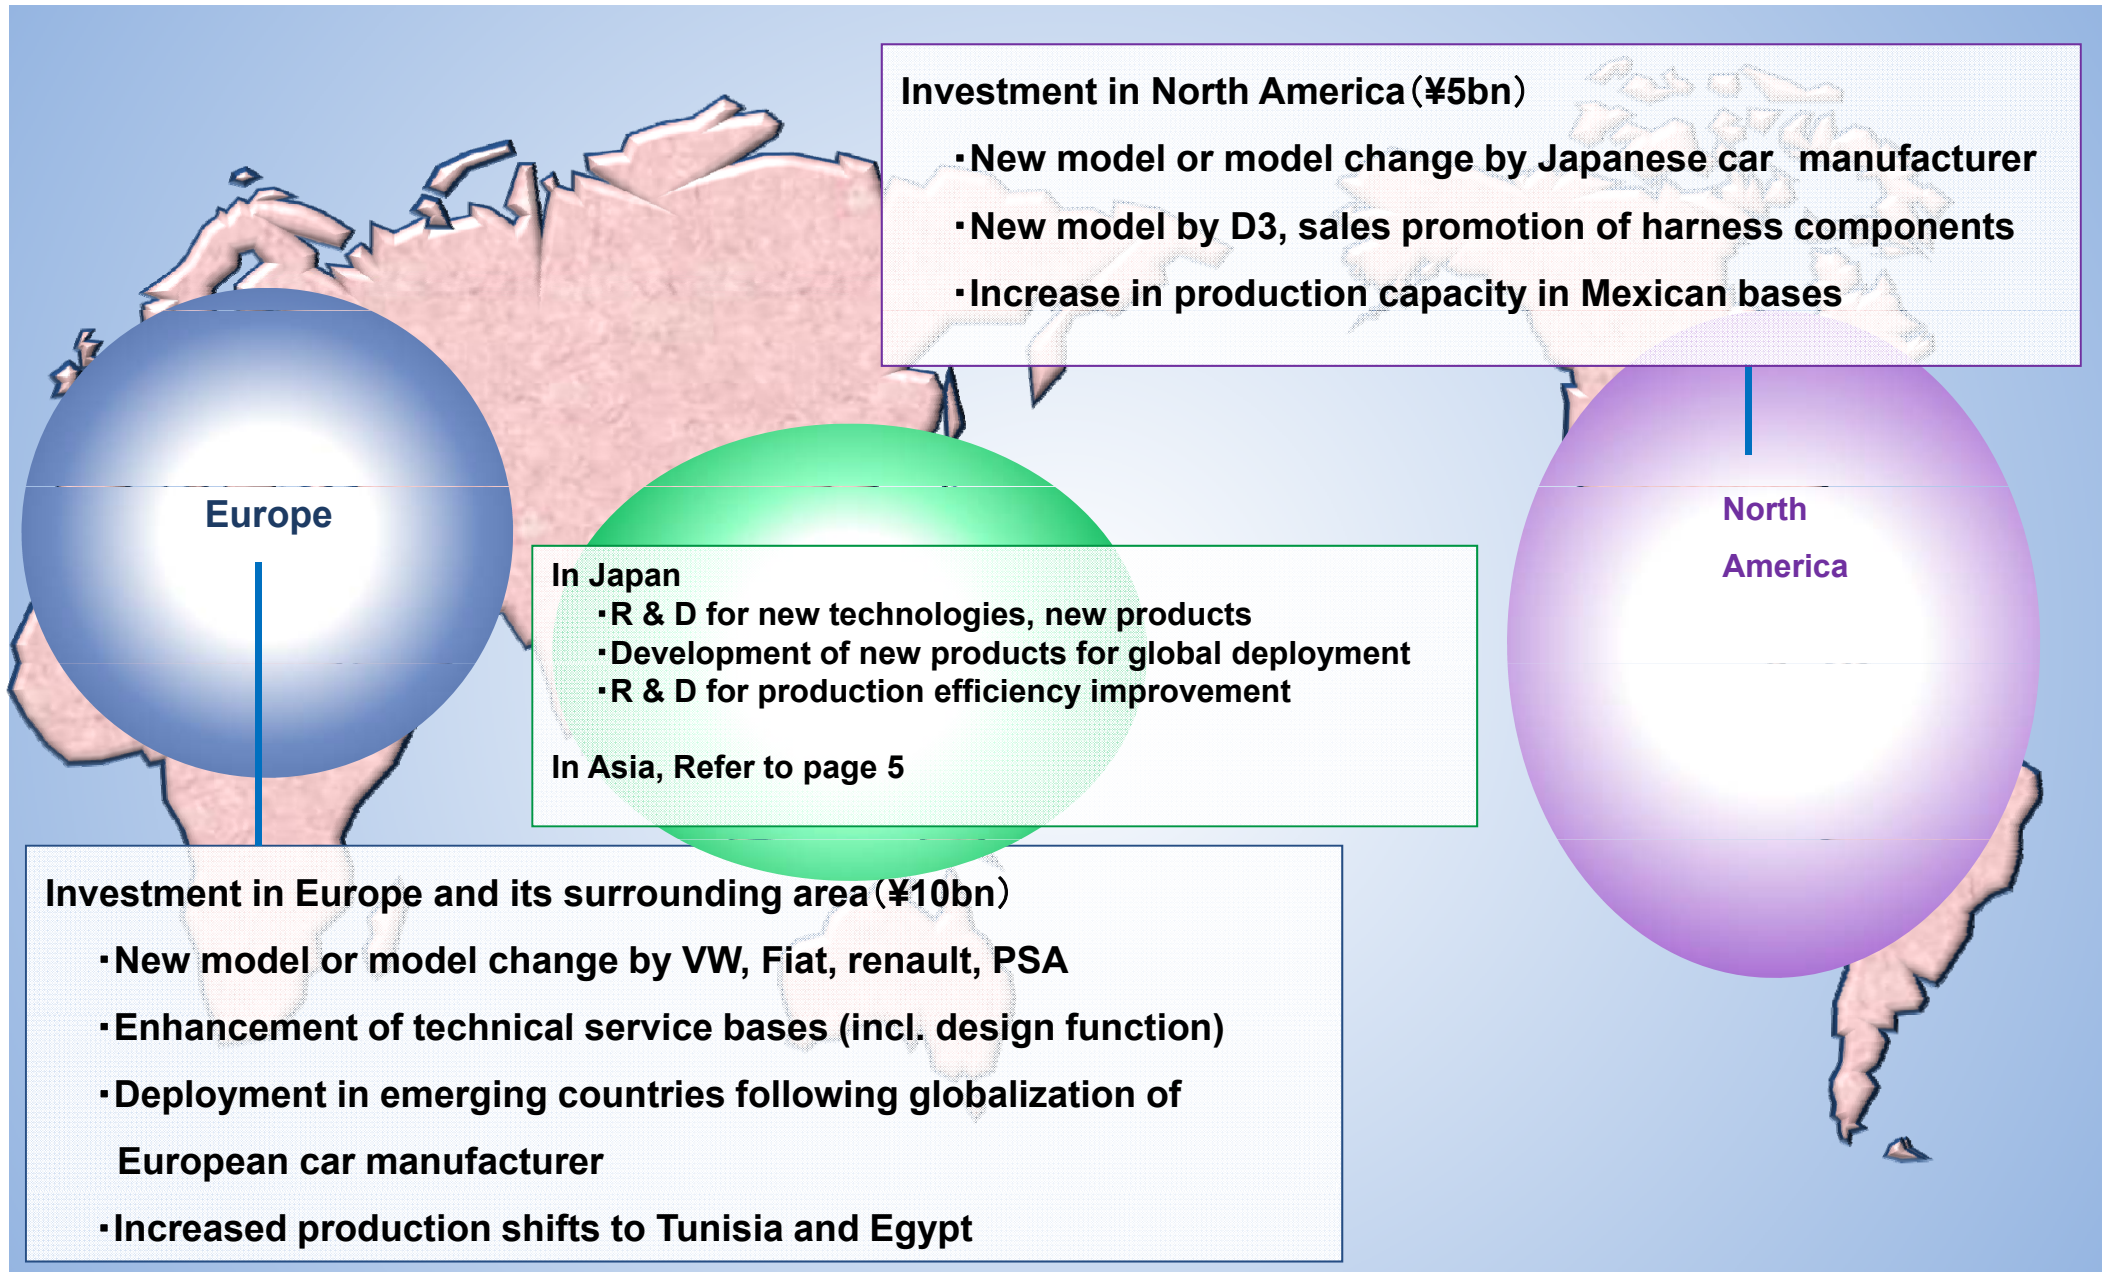 Investment in North America（¥5bn）
・New model or model change by Japanese car manufacturer
・New model by D3, sales promotion of harness components
・Increase in production capacity in Mexican bases
Europe
North
America
In Japan
・R & D for new technologies, new products
・Development of new products for global deployment
・R & D for production efficiency improvement
In Asia, Refer to page 5
Investment in Europe and its surrounding area（¥10bn）
・New model or model change by VW, Fiat, renault, PSA
・Enhancement of technical service bases (incl. design function)
・Deployment in emerging countries following globalization of
European car manufacturer
・Increased production shifts to Tunisia and Egypt